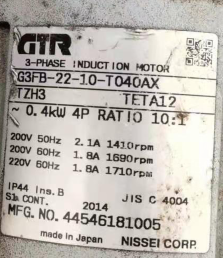 GTR
3-PHASE INDUCTION MOTOR
G3FB-22-10-T040AX
TZH3 TETA12
~ 0.4kW 4P RATIO 10:1
200V 50Hz 2.1A 1410rpm
200V 60Hz 1.8A 1690rpm
220V 60Hz 1.8A 1710rpm
IP44 Ins.B JIS C 4004
S1 CONT. 2014
MFG. NO. 44546181005
made in Japan NISSEI CORP.